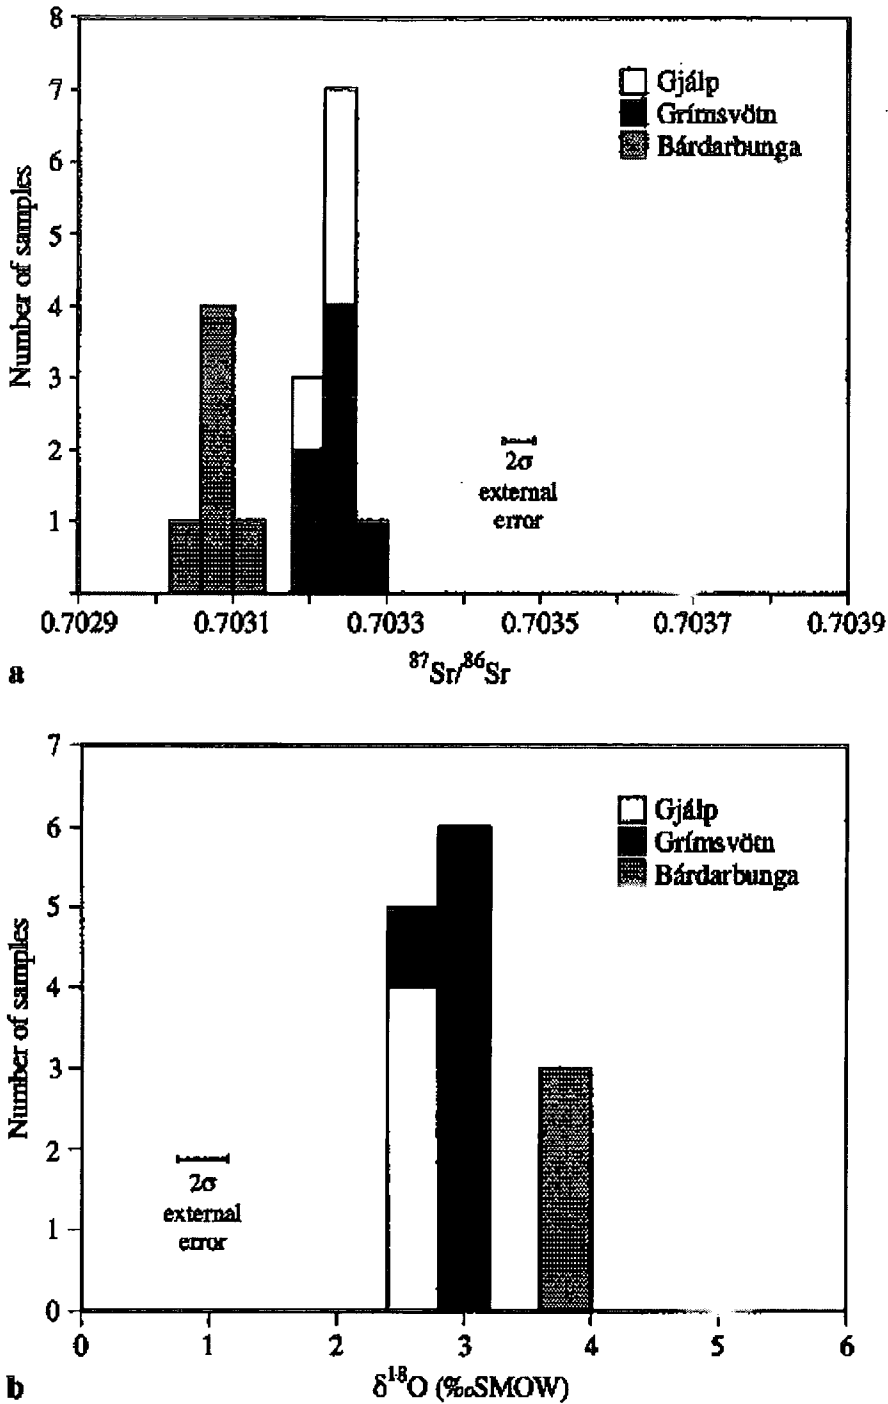 8
7
6
5
4
3
2
1
Number of samples
Gjálp
Grímsvötn
Bárdarbunga
2σ
external
error
0.7029 0.7031 0.7033 0.7035 0.7037 0.7039
⁸⁷Sr/⁸⁶Sr
a
7
6
5
4
3
2
1
0
Number of samples
Gjálp
Grímsvötn
Bárdarbunga
2σ
external
error
0 1 2 3 4 5 6
δ¹⁸O (‰SMOW)
b